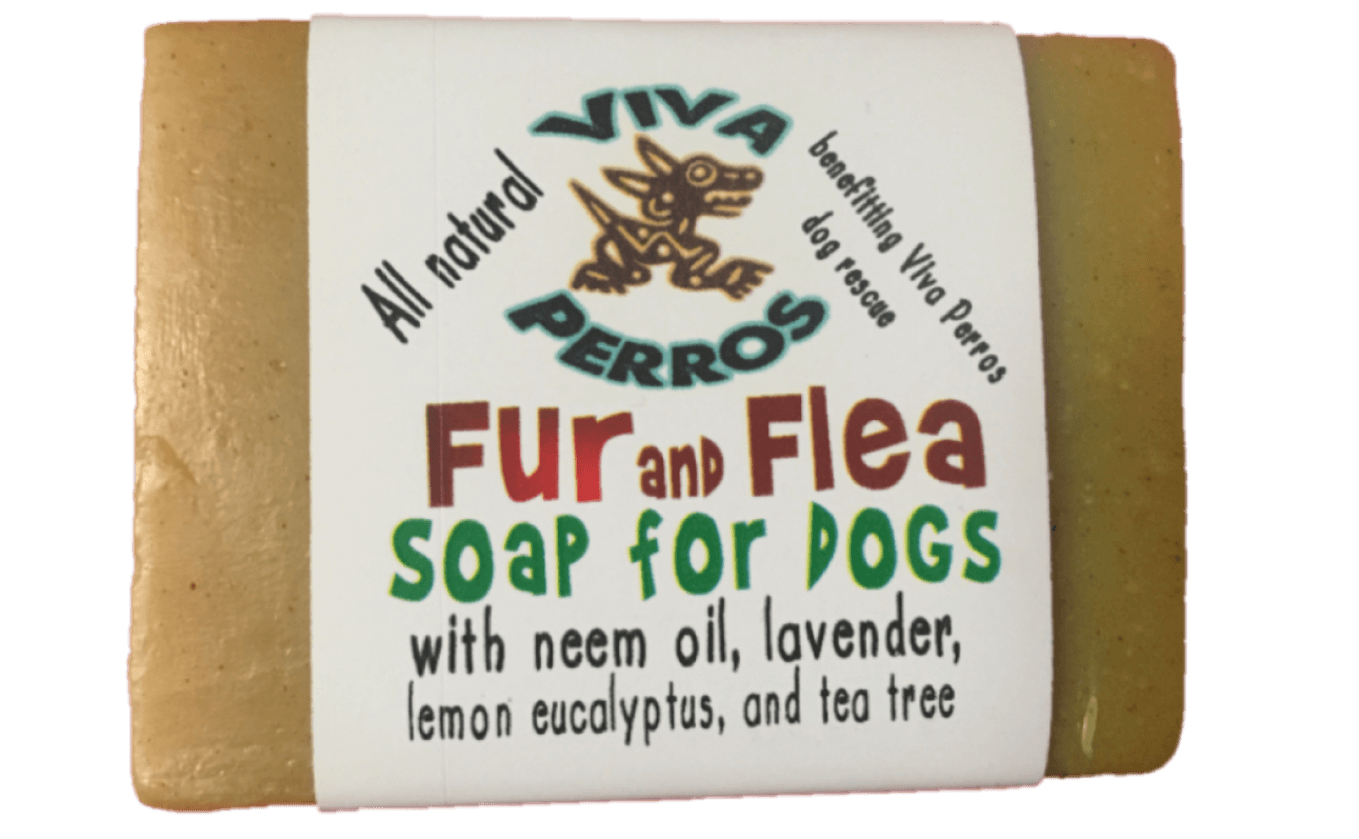 VIVA
PERROS
All natural
benefitting Viva Perros
dog rescue
Fur and Flea
Soap for Dogs
with neem oil, lavender,
lemon eucalyptus, and tea tree